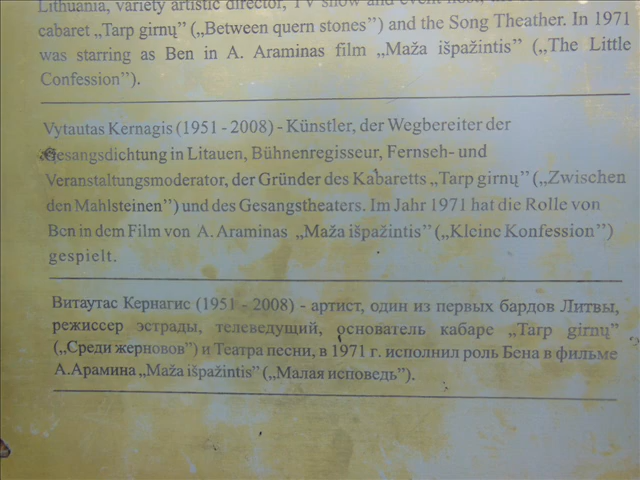 Lithuania, variety artistic director, TV show and event host,
cabaret „Tarp girnų” („Between quern stones”) and the Song Theather. In 1971
was starring as Ben in A. Araminas film „Maža išpažintis” („The Little
Confession”).
Vytautas Kernagis (1951 - 2008) - Künstler, der Wegbereiter der
Gesangsdichtung in Litauen, Bühnenregisseur, Fernseh- und
Veranstaltungsmoderator, der Gründer des Kabaretts „Tarp girnų” („Zwischen
den Mahlsteinen”) und des Gesangstheaters. Im Jahr 1971 hat die Rolle von
Ben in dem Film von A. Araminas „Maža išpažintis” („Kleine Konfession”)
gespielt.
Витаутас Кернагис (1951 - 2008) - артист, один из первых бардов Литвы,
режиссер эстрады, телеведущий, основатель кабаре „Tarp girnų”
(„Среди жерновов”) и Театра песни, в 1971 г. исполнил роль Бена в фильме
А.Арамина „Maža išpažintis” („Малая исповедь”).